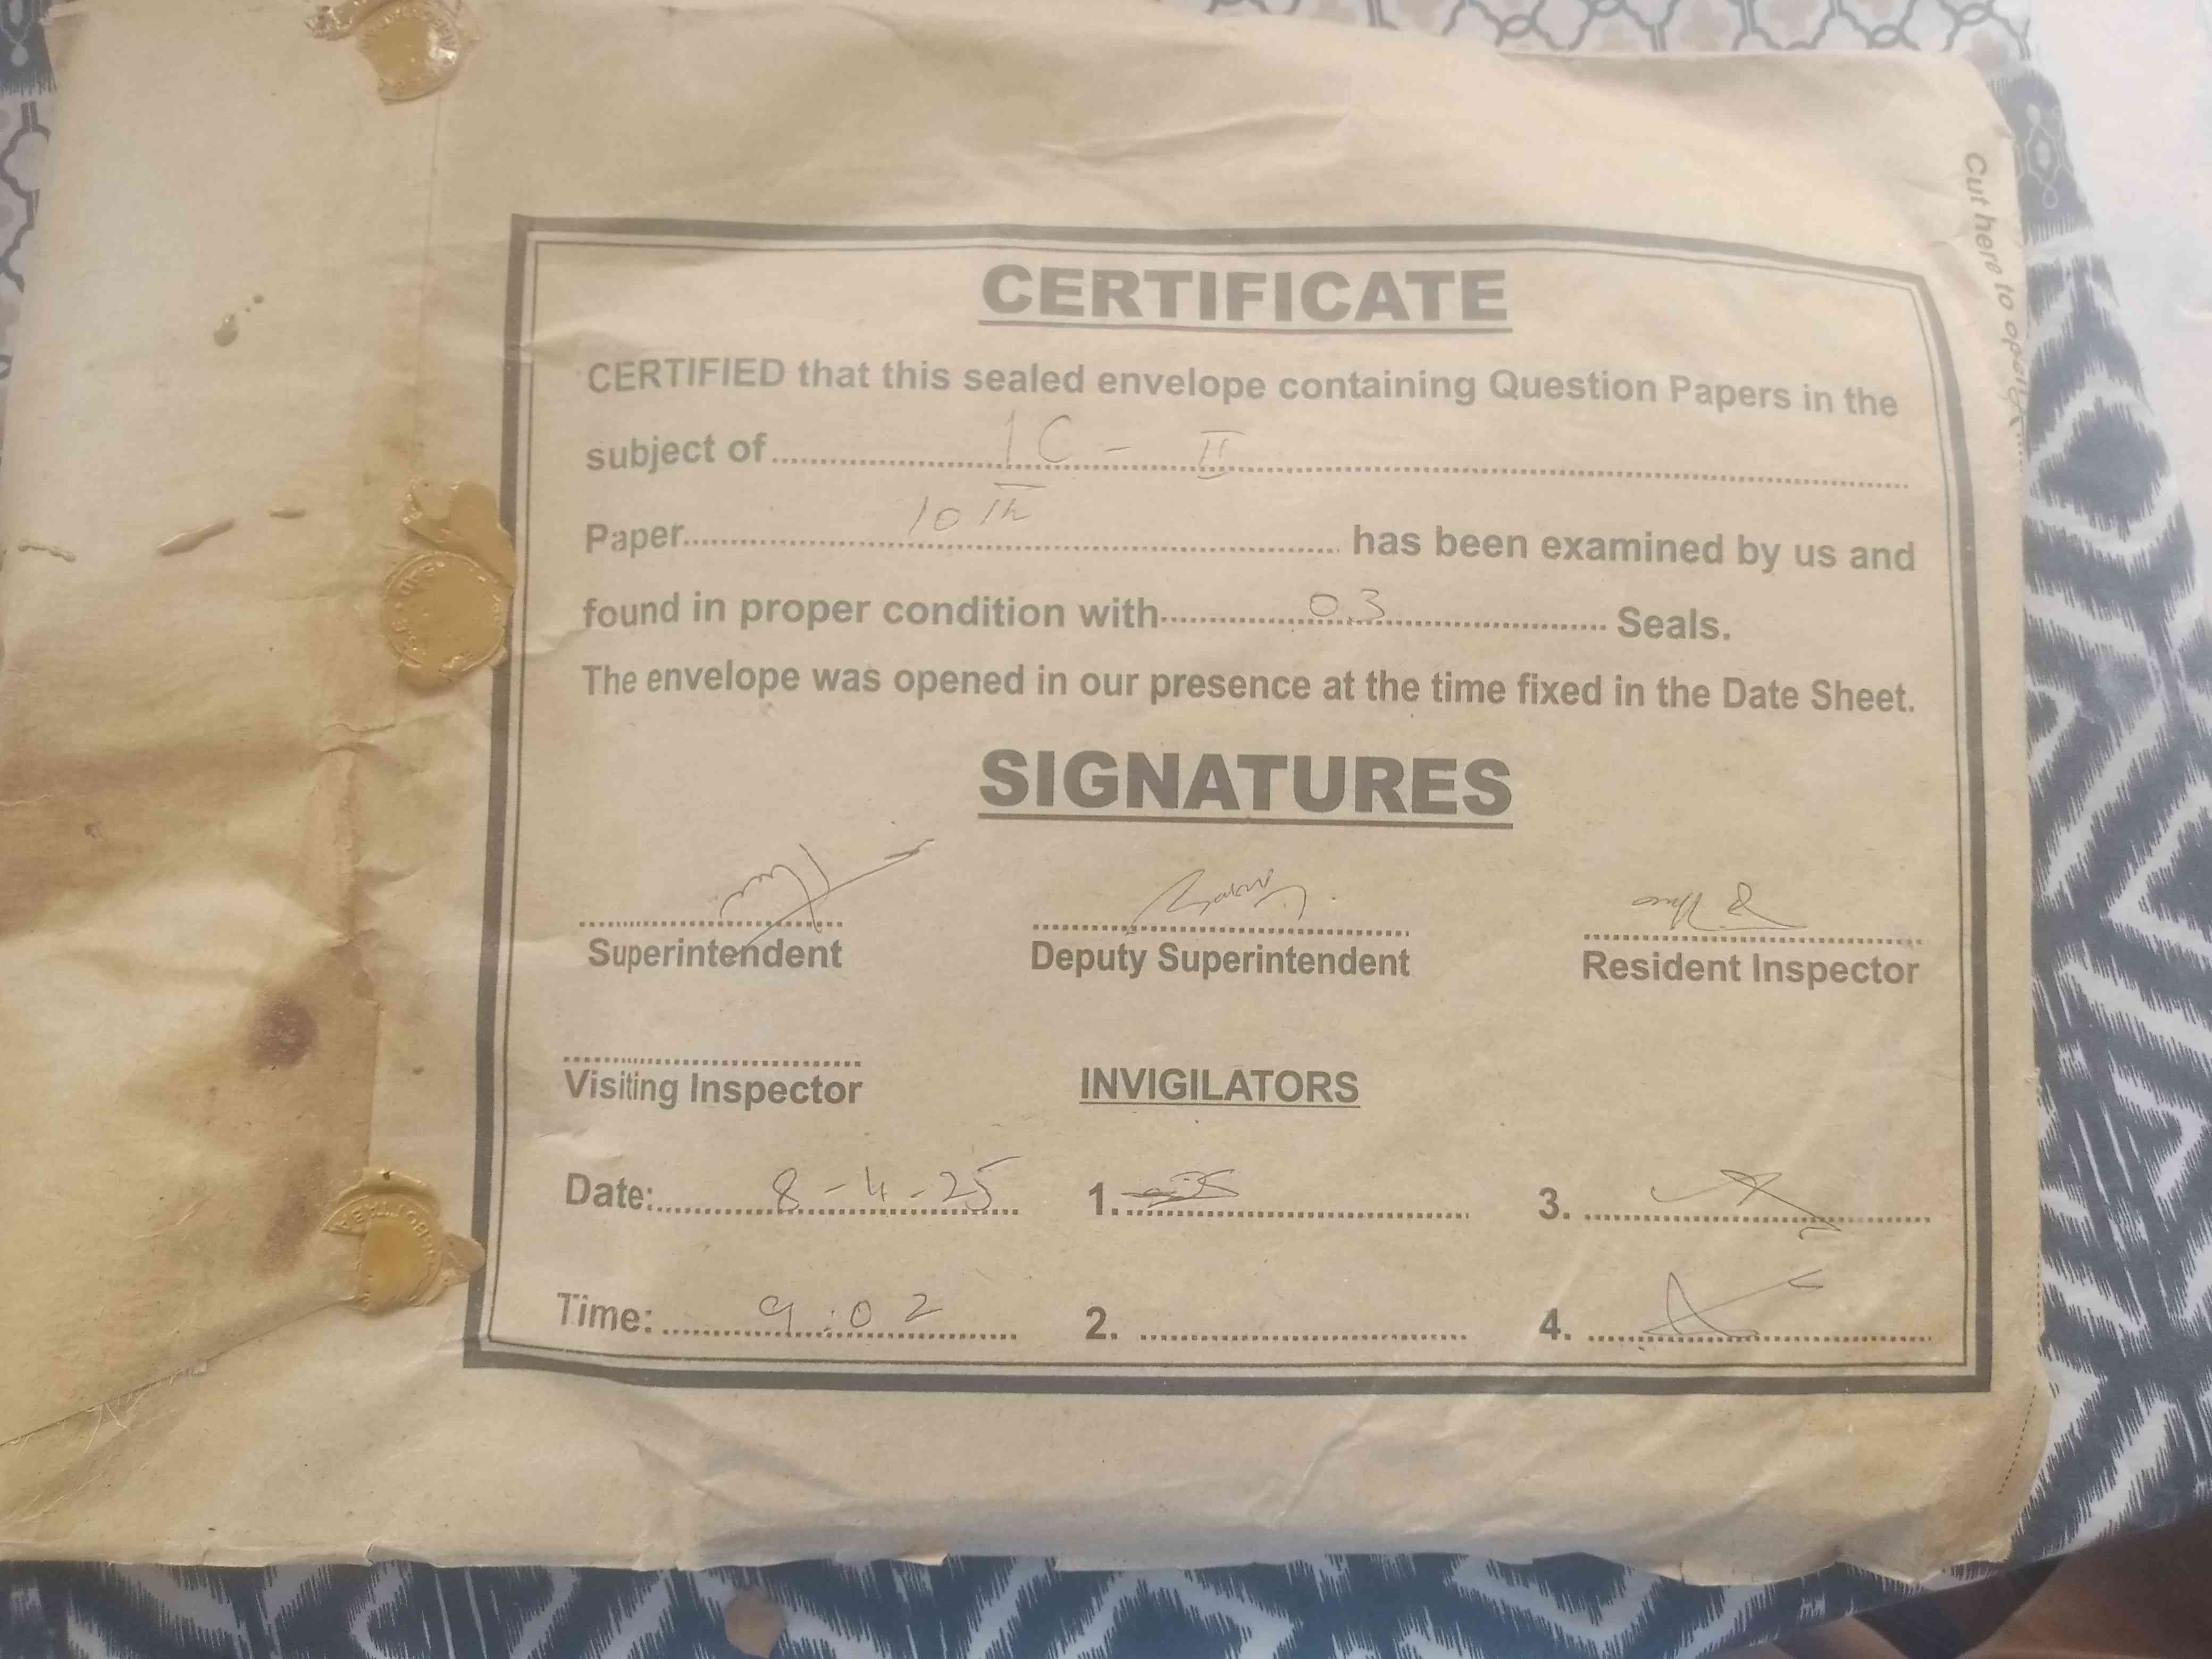 Cut here to open
CERTIFICATE
CERTIFIED that this sealed envelope containing Question Papers in the
subject of 1C - II
Paper 10th has been examined by us and
found in proper condition with 03 Seals.
The envelope was opened in our presence at the time fixed in the Date Sheet.
SIGNATURES
Superintendent Deputy Superintendent Resident Inspector
Visiting Inspector INVIGILATORS
Date: 8-4-25 1. 3.
Time: 9:02 2. 4.